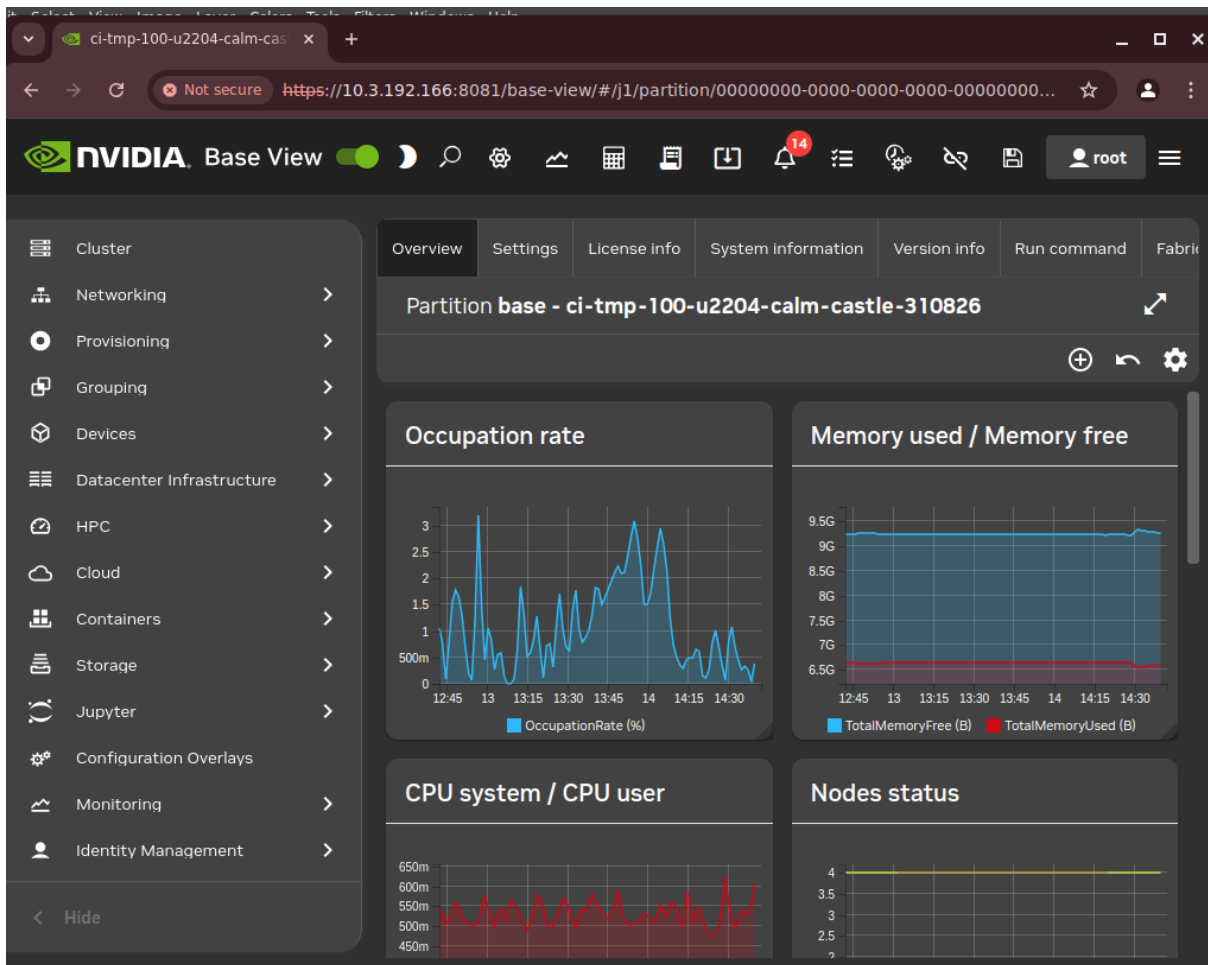 ci-tmp-100-u2204-calm-cas
Not secure https://10.3.192.166:8081/base-view/#/j1/partition/00000000-0000-0000-0000-00000000...
NVIDIA. Base View
14
root
Cluster
Networking
Provisioning
Grouping
Devices
Datacenter Infrastructure
HPC
Cloud
Containers
Storage
Jupyter
Configuration Overlays
Monitoring
Identity Management
Hide
Overview Settings License info System information Version info Run command Fabric
Partition base - ci-tmp-100-u2204-calm-castle-310826
Occupation rate
3
2.5
2
1.5
1
500m
0
12:45 13 13:15 13:30 13:45 14 14:15 14:30
OccupationRate (%)
Memory used / Memory free
9.5G
9G
8.5G
8G
7.5G
7G
6.5G
12:45 13 13:15 13:30 13:45 14 14:15 14:30
TotalMemoryFree (B) TotalMemoryUsed (B)
CPU system / CPU user
650m
600m
550m
500m
450m
Nodes status
4
3.5
3
2.5
2